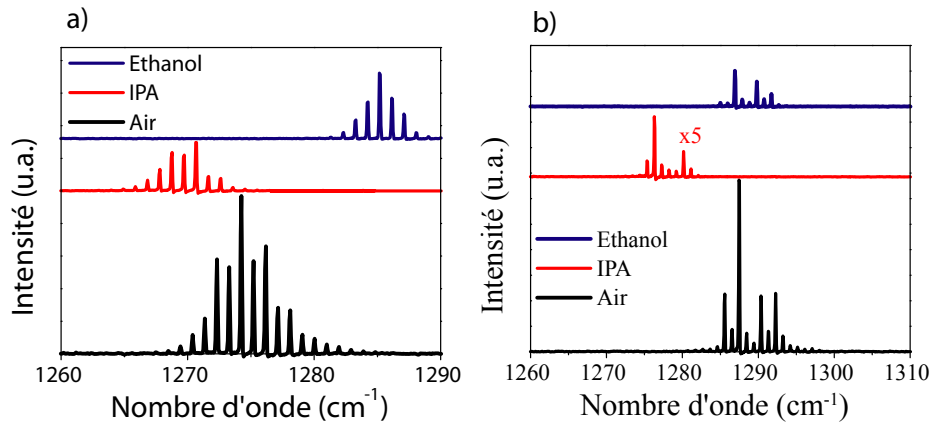 a)
Intensité (u.a.)
Ethanol
IPA
Air
1260 1270 1280 1290
Nombre d'onde (cm-1)
b)
Intensité (u.a.)
x5
Ethanol
IPA
Air
1260 1270 1280 1290 1300 1310
Nombre d'onde (cm-1)